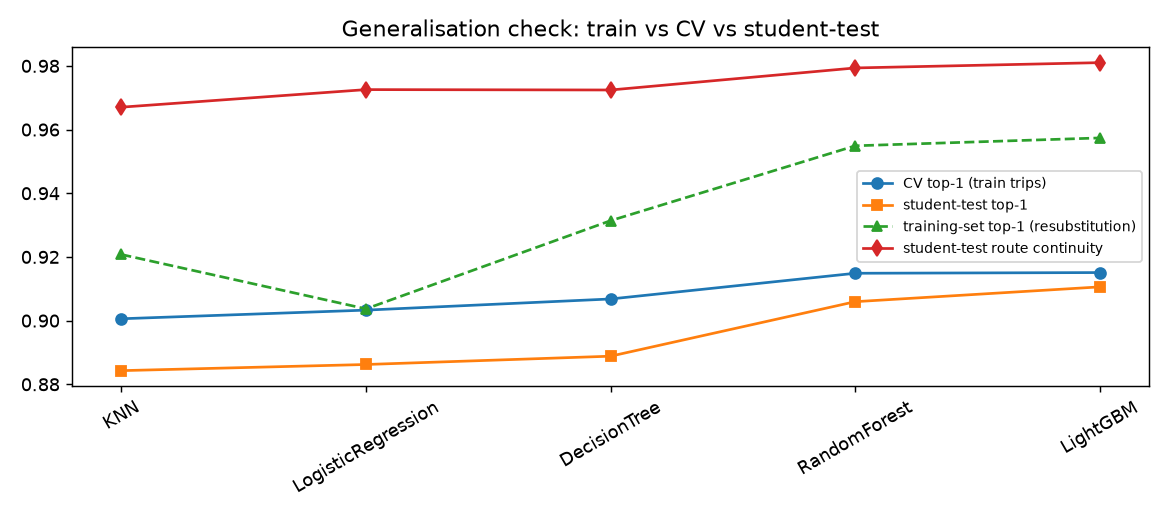 Generalisation check: train vs CV vs student-test
0.98
0.96
0.94
0.92
0.90
0.88
CV top-1 (train trips)
student-test top-1
training-set top-1 (resubstitution)
student-test route continuity
KNN
LogisticRegression
DecisionTree
RandomForest
LightGBM